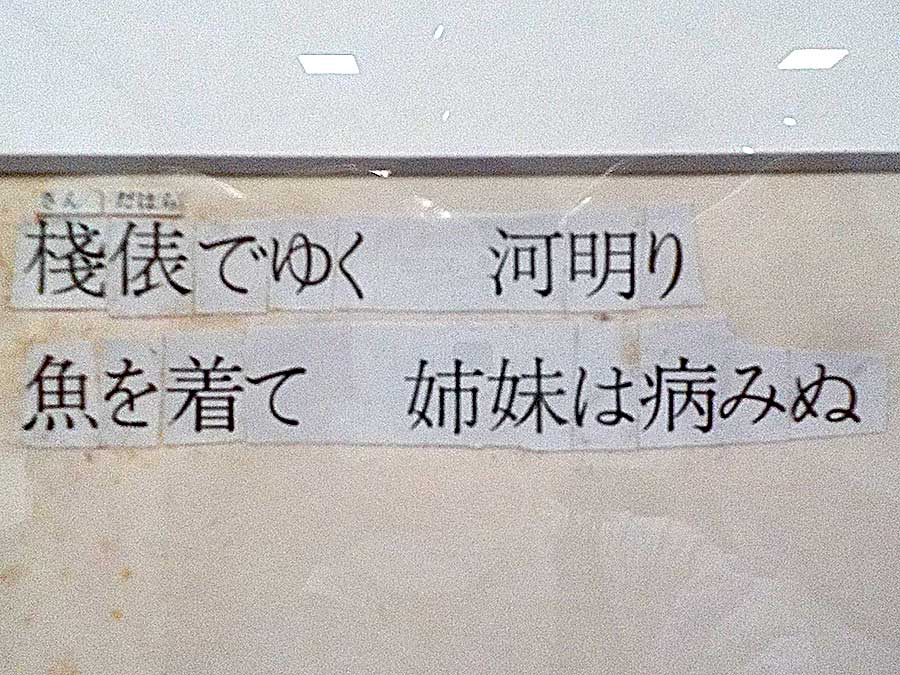 さん だはら
棧俵でゆく　河明り
魚を着て　姉妹は病みぬ